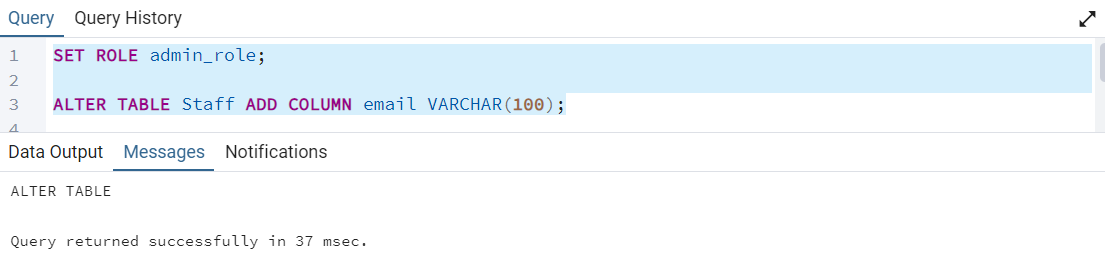 Query Query History
1 SET ROLE admin_role;
2
3 ALTER TABLE Staff ADD COLUMN email VARCHAR(100);
4
Data Output Messages Notifications
ALTER TABLE
Query returned successfully in 37 msec.